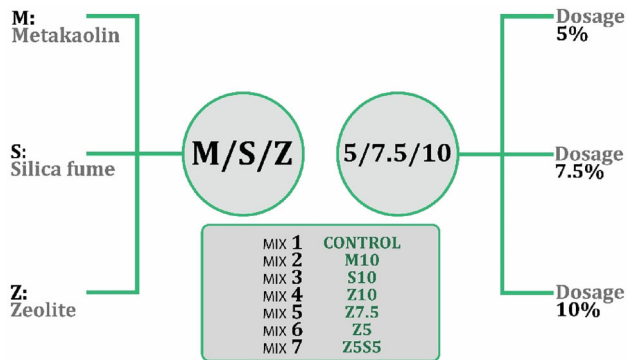 M:
Metakaolin
S:
Silica fume
Z:
Zeolite
M/S/Z
5/7.5/10
Dosage
5%
Dosage
7.5%
Dosage
10%
MIX 1 CONTROL
MIX 2 M10
MIX 3 S10
MIX 4 Z10
MIX 5 Z7.5
MIX 6 Z5
MIX 7 Z5S5